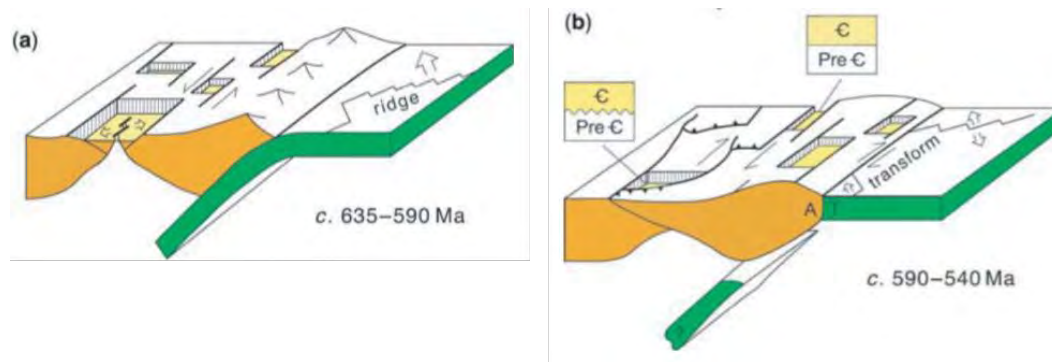 (a)
ridge
c. 635–590 Ma
(b)
Є
Pre Є
Є
Pre Є
transform
A
T
c. 590–540 Ma